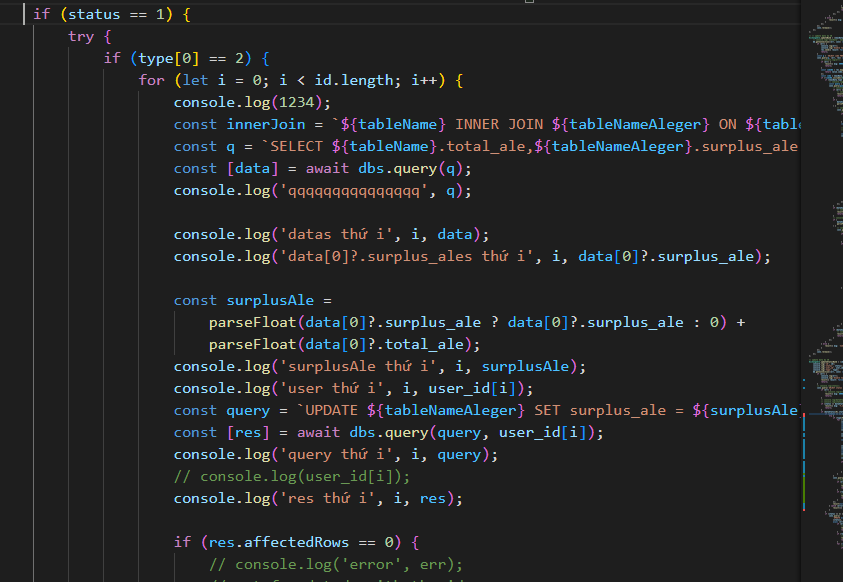 if (status == 1) {
try {
if (type[0] == 2) {
for (let i = 0; i < id.length; i++) {
console.log(1234);
const innerJoin = `${tableName} INNER JOIN ${tableNameAleger} ON ${table
const q = `SELECT ${tableName}.total_ale,${tableNameAleger}.surplus_ale
const [data] = await dbs.query(q);
console.log('qqqqqqqqqqqqqqq', q);
console.log('datas thứ i', i, data);
console.log('data[0]?.surplus_ales thứ i', i, data[0]?.surplus_ale);
const surplusAle =
parseFloat(data[0]?.surplus_ale ? data[0]?.surplus_ale : 0) +
parseFloat(data[0]?.total_ale);
console.log('surplusAle thứ i', i, surplusAle);
console.log('user thứ i', i, user_id[i]);
const query = `UPDATE ${tableNameAleger} SET surplus_ale = ${surplusAle
const [res] = await dbs.query(query, user_id[i]);
console.log('query thứ i', i, query);
// console.log(user_id[i]);
console.log('res thứ i', i, res);
if (res.affectedRows == 0) {
// console.log('error', err);